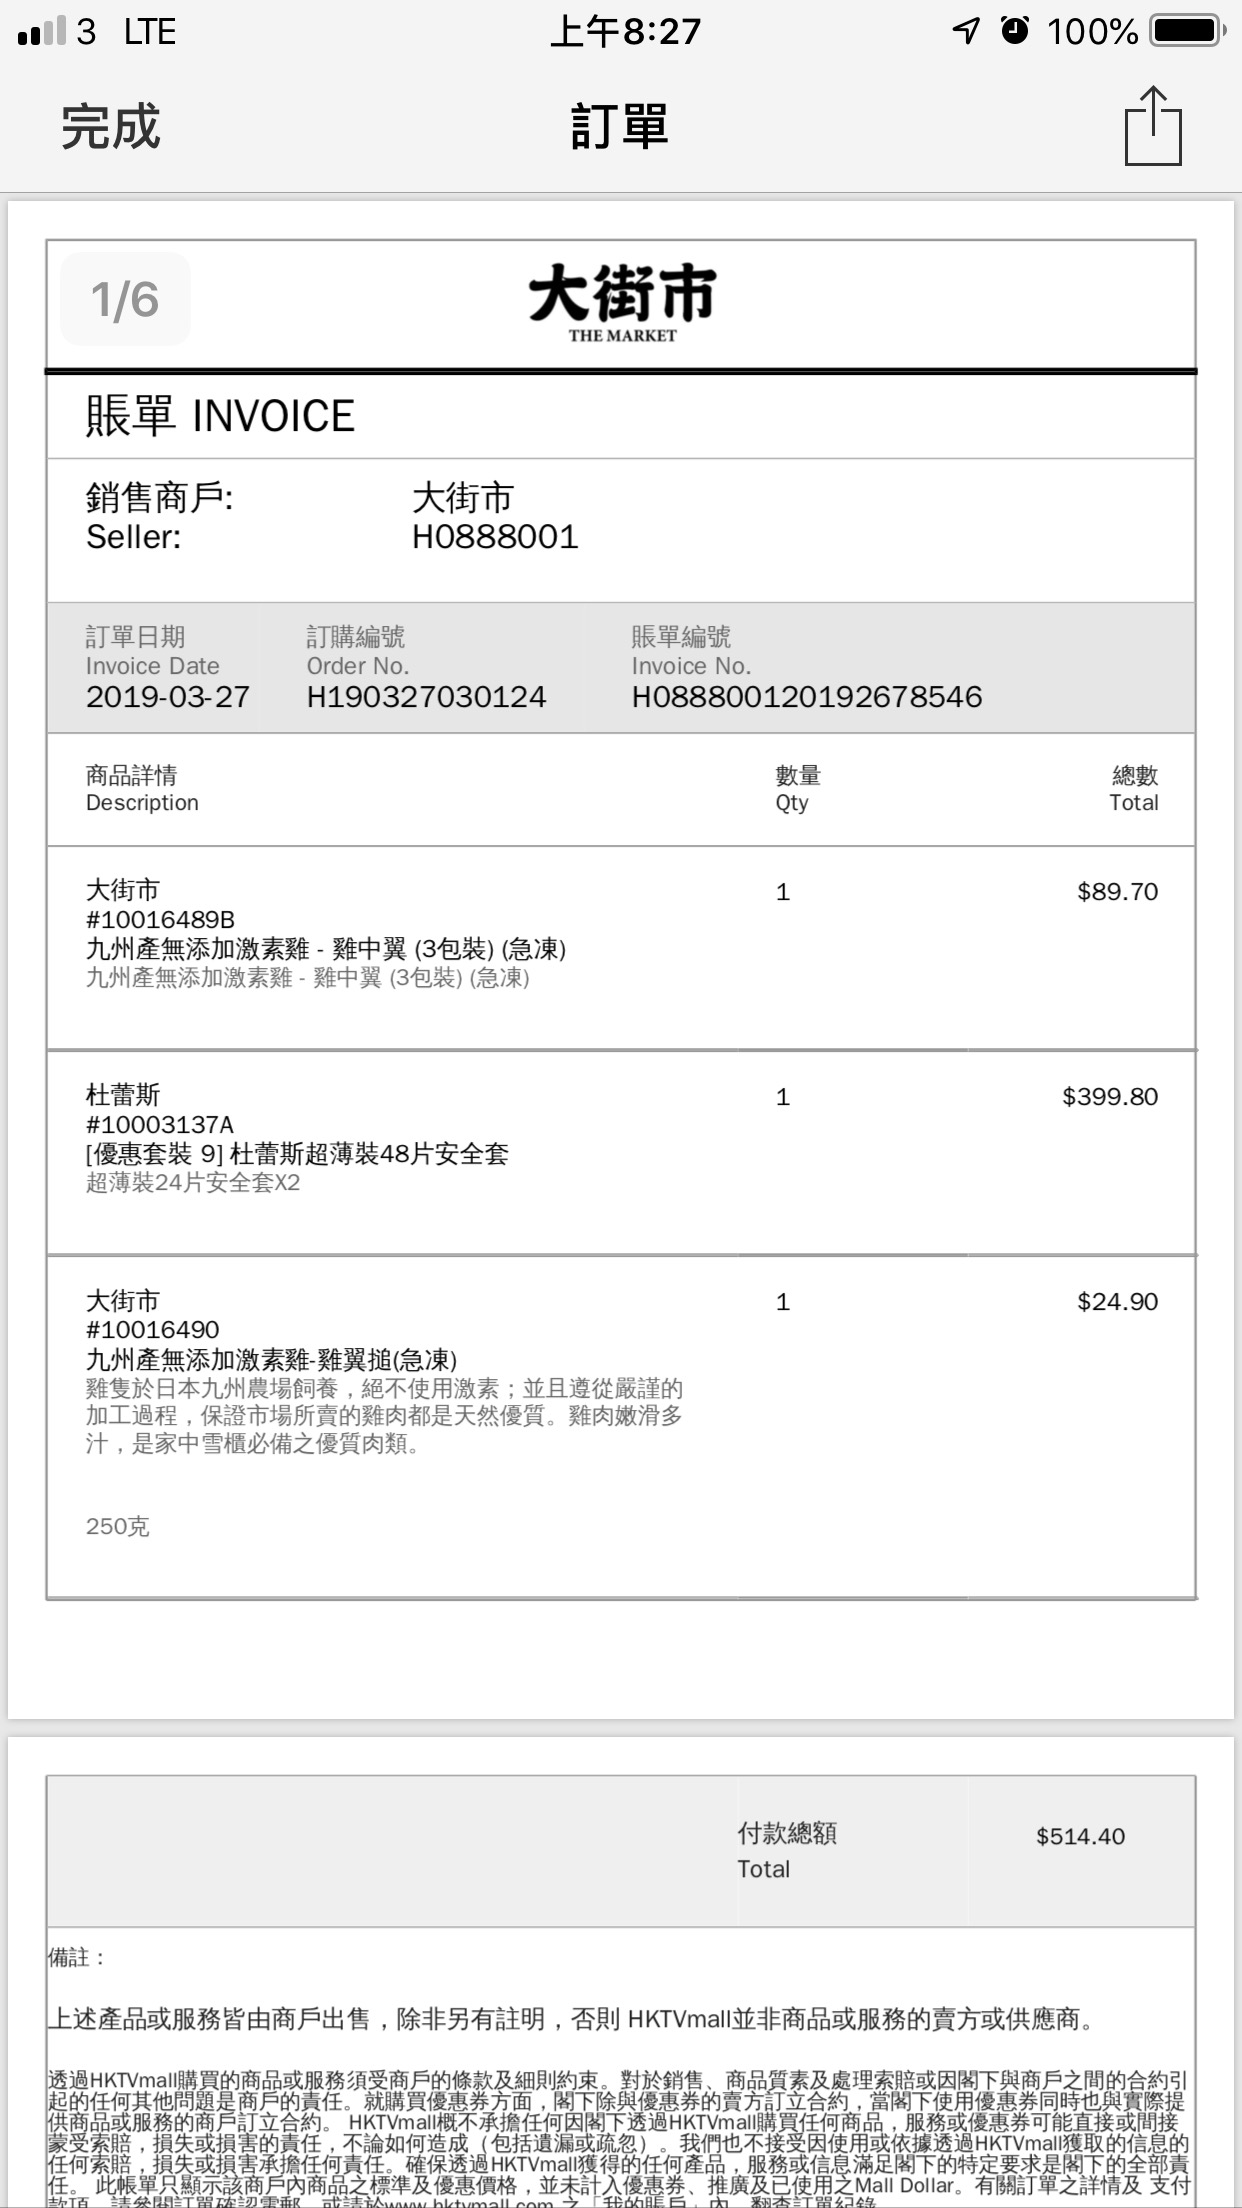 3 LTE 上午8:27 100%
完成 訂單
1/6
大街市
THE MARKET
賬單 INVOICE
銷售商戶: 大街市
Seller: H0888001
訂單日期 訂購編號 賬單編號
Invoice Date Order No. Invoice No.
2019-03-27 H190327030124 H088800120192678546
商品詳情 數量 總數
Description Qty Total
大街市 1 $89.70
#10016489B
九州產無添加激素雞 - 雞中翼 (3包裝) (急凍)
九州產無添加激素雞 - 雞中翼 (3包裝) (急凍)
杜蕾斯 1 $399.80
#10003137A
[優惠套裝 9] 杜蕾斯超薄裝48片安全套
超薄裝24片安全套X2
大街市 1 $24.90
#10016490
九州產無添加激素雞-雞翼搥(急凍)
雞隻於日本九州農場飼養，絕不使用激素；並且遵從嚴謹的
加工過程，保證市場所賣的雞肉都是天然優質。雞肉嫩滑多
汁，是家中雪櫃必備之優質肉類。
250克
付款總額 $514.40
Total
備註：
上述產品或服務皆由商戶出售，除非另有註明，否則 HKTVmall並非商品或服務的賣方或供應商。
透過HKTVmall購買的商品或服務須受商戶的條款及細則約束。對於銷售、商品質素及處理索賠或因閣下與商戶之間的合約引
起的任何其他問題是商戶的責任。就購買優惠券方面，閣下除與優惠券的賣方訂立合約，當閣下使用優惠券同時也與實際提
供商品或服務的商戶訂立合約。 HKTVmall概不承擔任何因閣下透過HKTVmall購買任何商品，服務或優惠券可能直接或間接
蒙受索賠，損失或損害的責任，不論如何造成（包括遺漏或疏忽）。我們也不接受因使用或依據透過HKTVmall獲取的信息的
任何索賠，損失或損害承擔任何責任。確保透過HKTVmall獲得的任何產品，服務或信息滿足閣下的特定要求是閣下的全部責
任。 此帳單只顯示該商戶內商品之標準及優惠價格，並未計入優惠券、推廣及已使用之Mall Dollar。有關訂單之詳情及 支付
款項，請參閱訂單確認電郵，或請於www.hktvmall.com 之「我的賬戶」內，翻查訂單紀錄